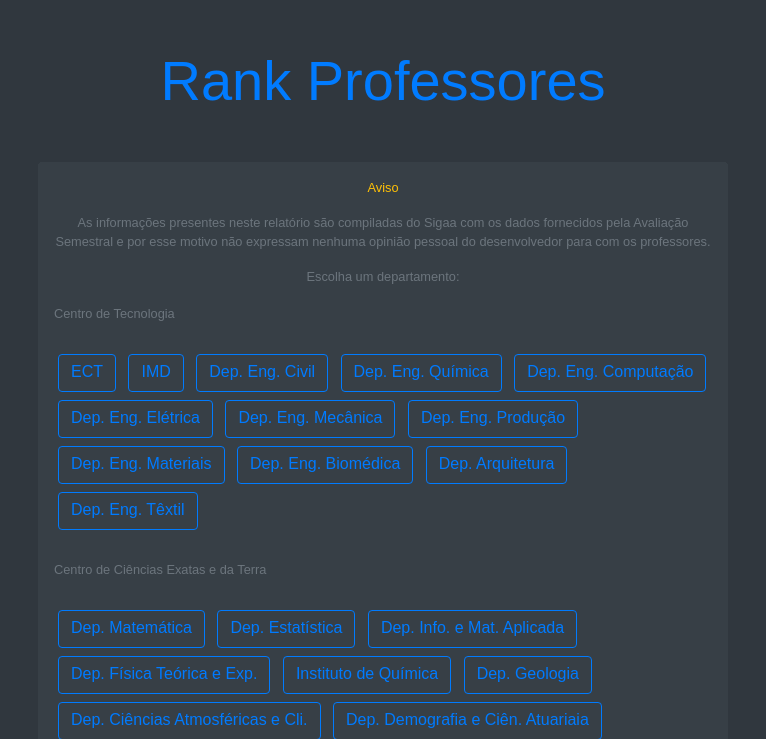 Rank Professores
Aviso
As informações presentes neste relatório são compiladas do Sigaa com os dados fornecidos pela Avaliação
Semestral e por esse motivo não expressam nenhuma opinião pessoal do desenvolvedor para com os professores.
Escolha um departamento:
Centro de Tecnologia
ECT IMD Dep. Eng. Civil Dep. Eng. Química Dep. Eng. Computação
Dep. Eng. Elétrica Dep. Eng. Mecânica Dep. Eng. Produção
Dep. Eng. Materiais Dep. Eng. Biomédica Dep. Arquitetura
Dep. Eng. Têxtil
Centro de Ciências Exatas e da Terra
Dep. Matemática Dep. Estatística Dep. Info. e Mat. Aplicada
Dep. Física Teórica e Exp. Instituto de Química Dep. Geologia
Dep. Ciências Atmosféricas e Cli. Dep. Demografia e Ciên. Atuariaia